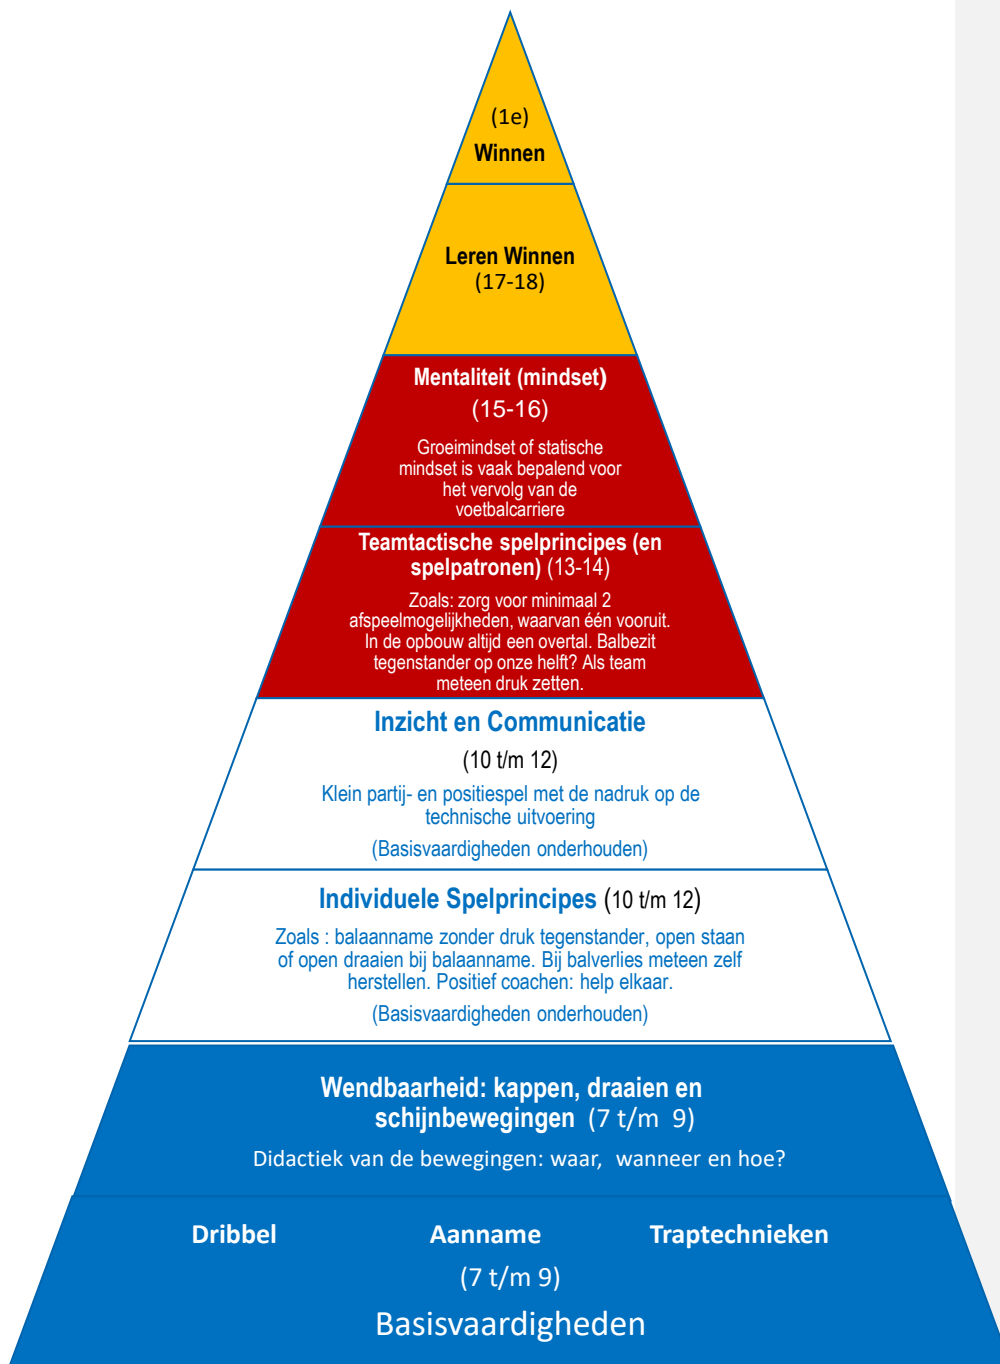 (1e)
Winnen
Leren Winnen
(17-18)
Mentaliteit (mindset)
(15-16)
Groeimindset of statische
mindset is vaak bepalend voor
het vervolg van de
voetbalcarriere
Teamtactische spelprincipes (en
spelpatronen) (13-14)
Zoals: zorg voor minimaal 2
afspeelmogelijkheden, waarvan één vooruit.
In de opbouw altijd een overtal. Balbezit
tegenstander op onze helft? Als team
meteen druk zetten.
Inzicht en Communicatie
(10 t/m 12)
Klein partij- en positiespel met de nadruk op de
technische uitvoering
(Basisvaardigheden onderhouden)
Individuele Spelprincipes (10 t/m 12)
Zoals : balaanname zonder druk tegenstander, open staan
of open draaien bij balaanname. Bij balverlies meteen zelf
herstellen. Positief coachen: help elkaar.
(Basisvaardigheden onderhouden)
Wendbaarheid: kappen, draaien en
schijnbewegingen (7 t/m 9)
Didactiek van de bewegingen: waar, wanneer en hoe?
Dribbel Aanname Traptechnieken
(7 t/m 9)
Basisvaardigheden